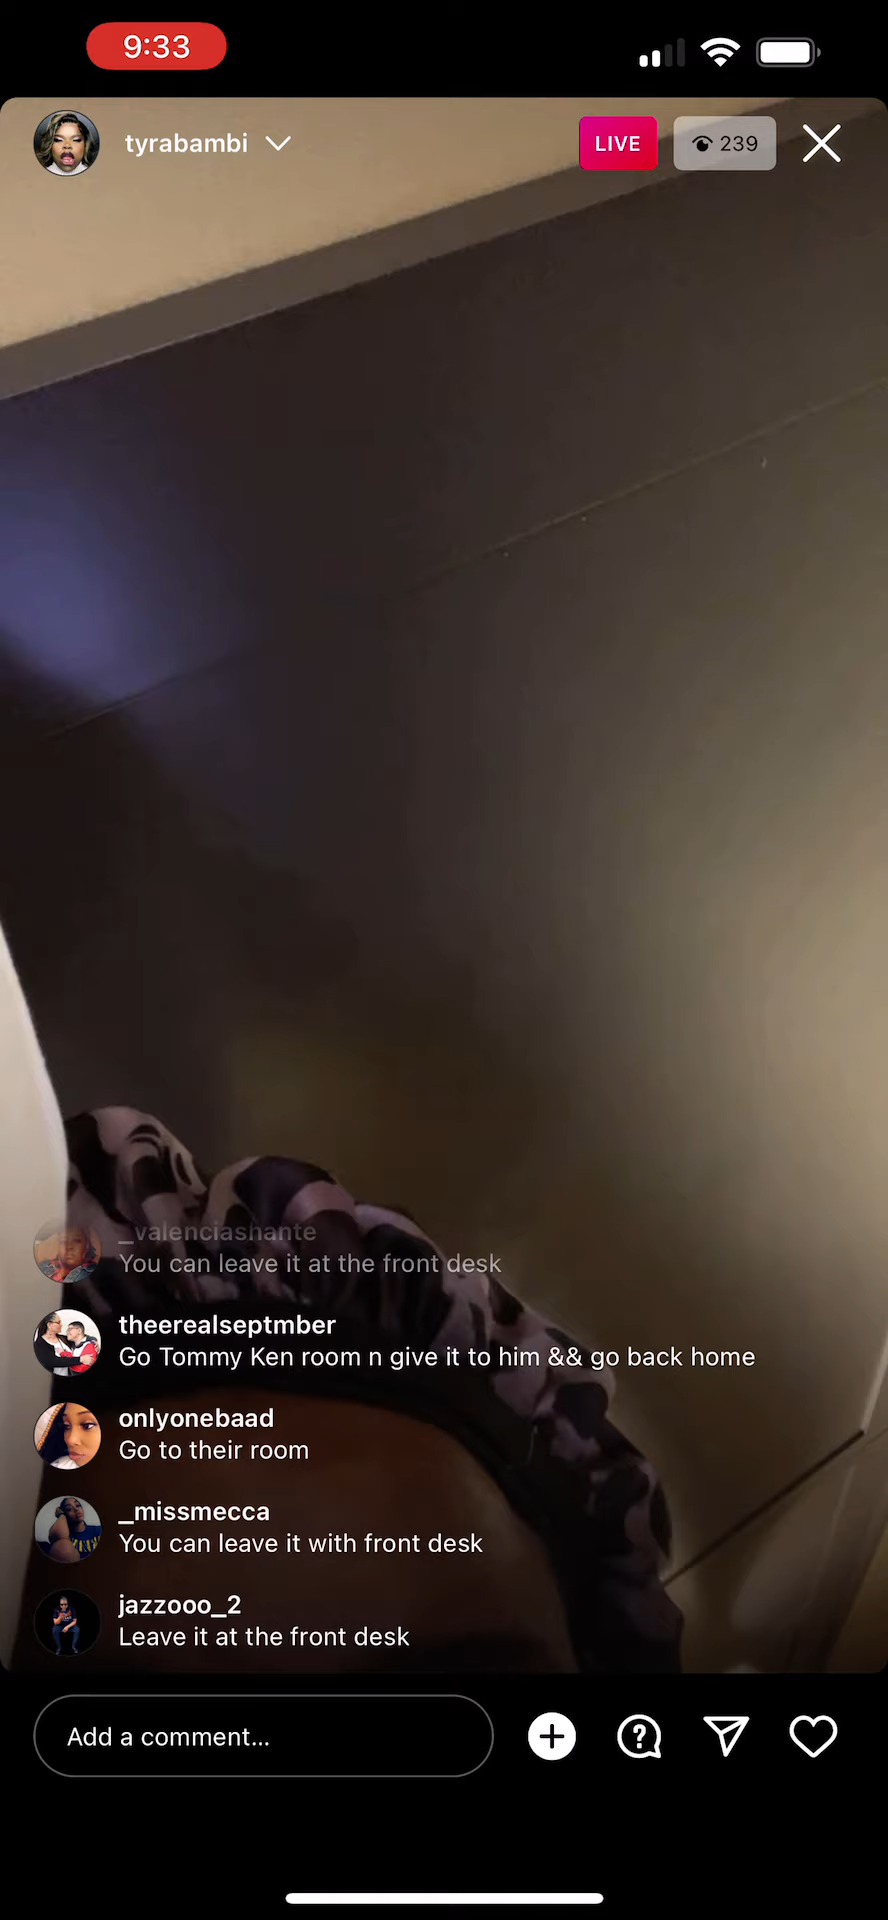 9:33
tyrabambi
LIVE
239
_valenciashante
You can leave it at the front desk
theerealseptmber
Go Tommy Ken room n give it to him && go back home
onlyonebaad
Go to their room
_missmecca
You can leave it with front desk
jazzooo_2
Leave it at the front desk
Add a comment...